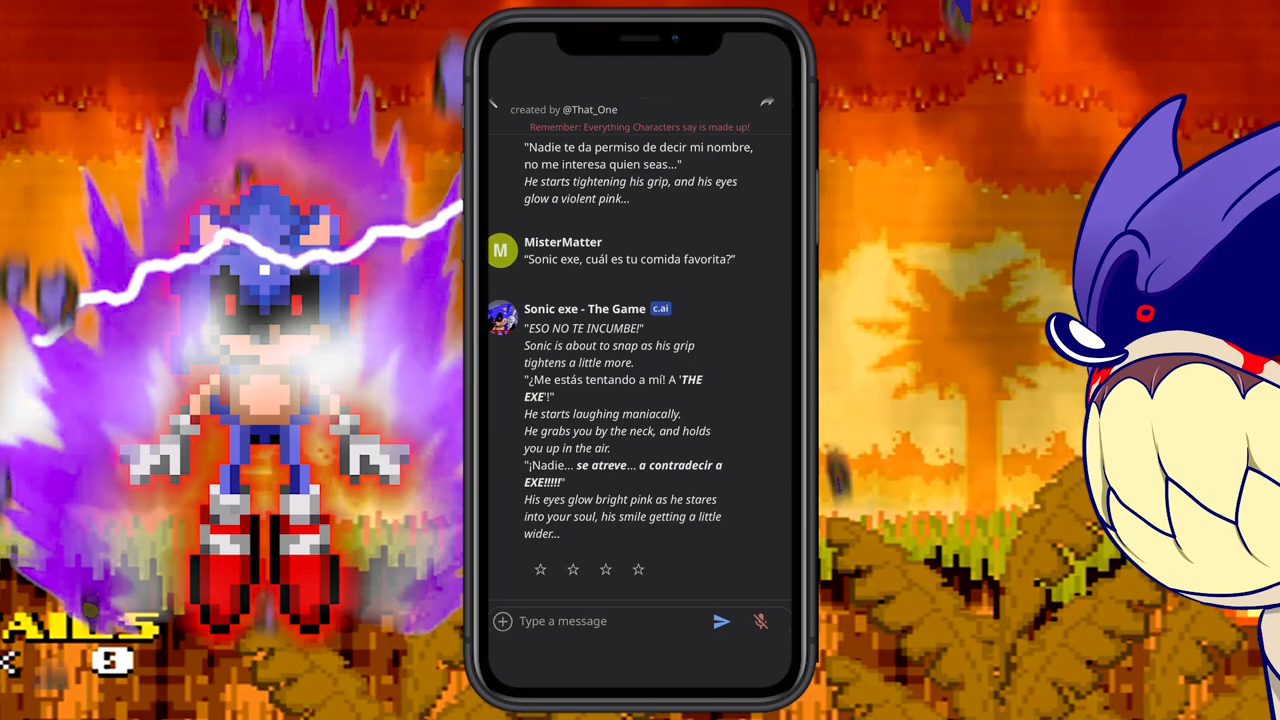 created by @That_One
Remember: Everything Characters say is made up!
"Nadie te da permiso de decir mi nombre,
no me interesa quien seas..."
He starts tightening his grip, and his eyes
glow a violent pink...
M
MisterMatter
“Sonic exe, cuál es tu comida favorita?”
Sonic exe - The Game c.ai
"ESO NO TE INCUMBE!"
Sonic is about to snap as his grip
tightens a little more.
"¿Me estás tentando a mí! A 'THE
EXE'!"
He starts laughing maniacally.
He grabs you by the neck, and holds
you up in the air.
"¡Nadie... se atreve... a contradecir a
EXE!!!!!"
His eyes glow bright pink as he stares
into your soul, his smile getting a little
wider...
Type a message
AILS